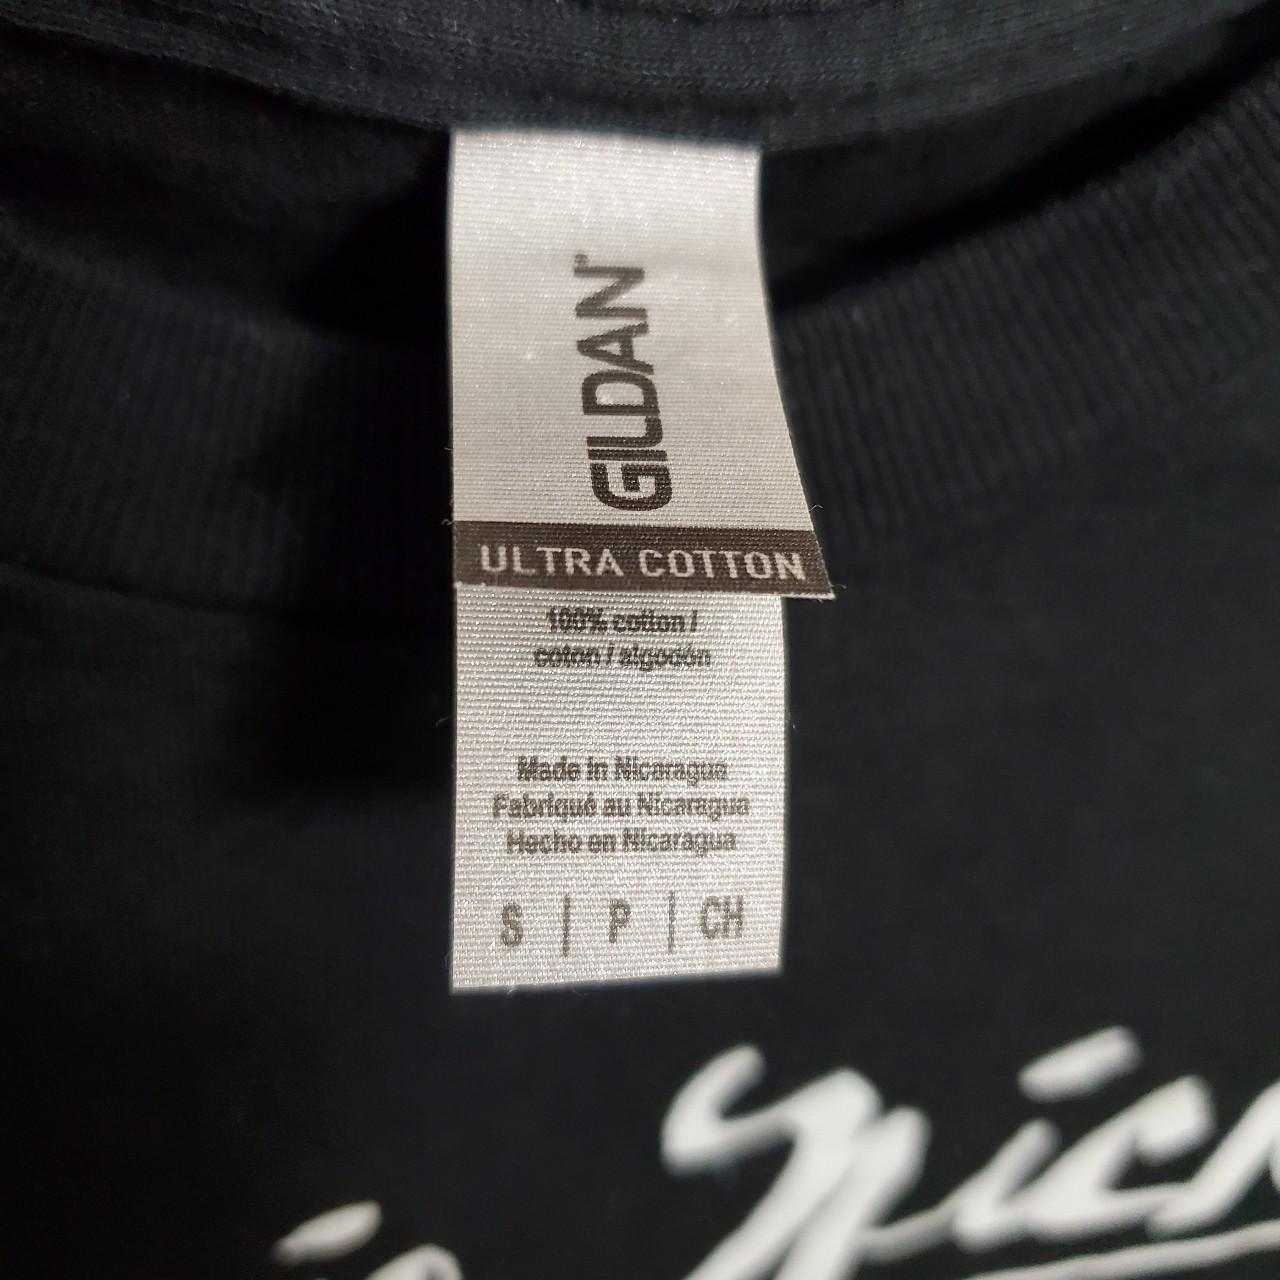 GILDAN
ULTRA COTTON
100% cotton /
coton / algodón
Made in Nicaragua
Fabriqué au Nicaragua
Hecho en Nicaragua
S | P | CH